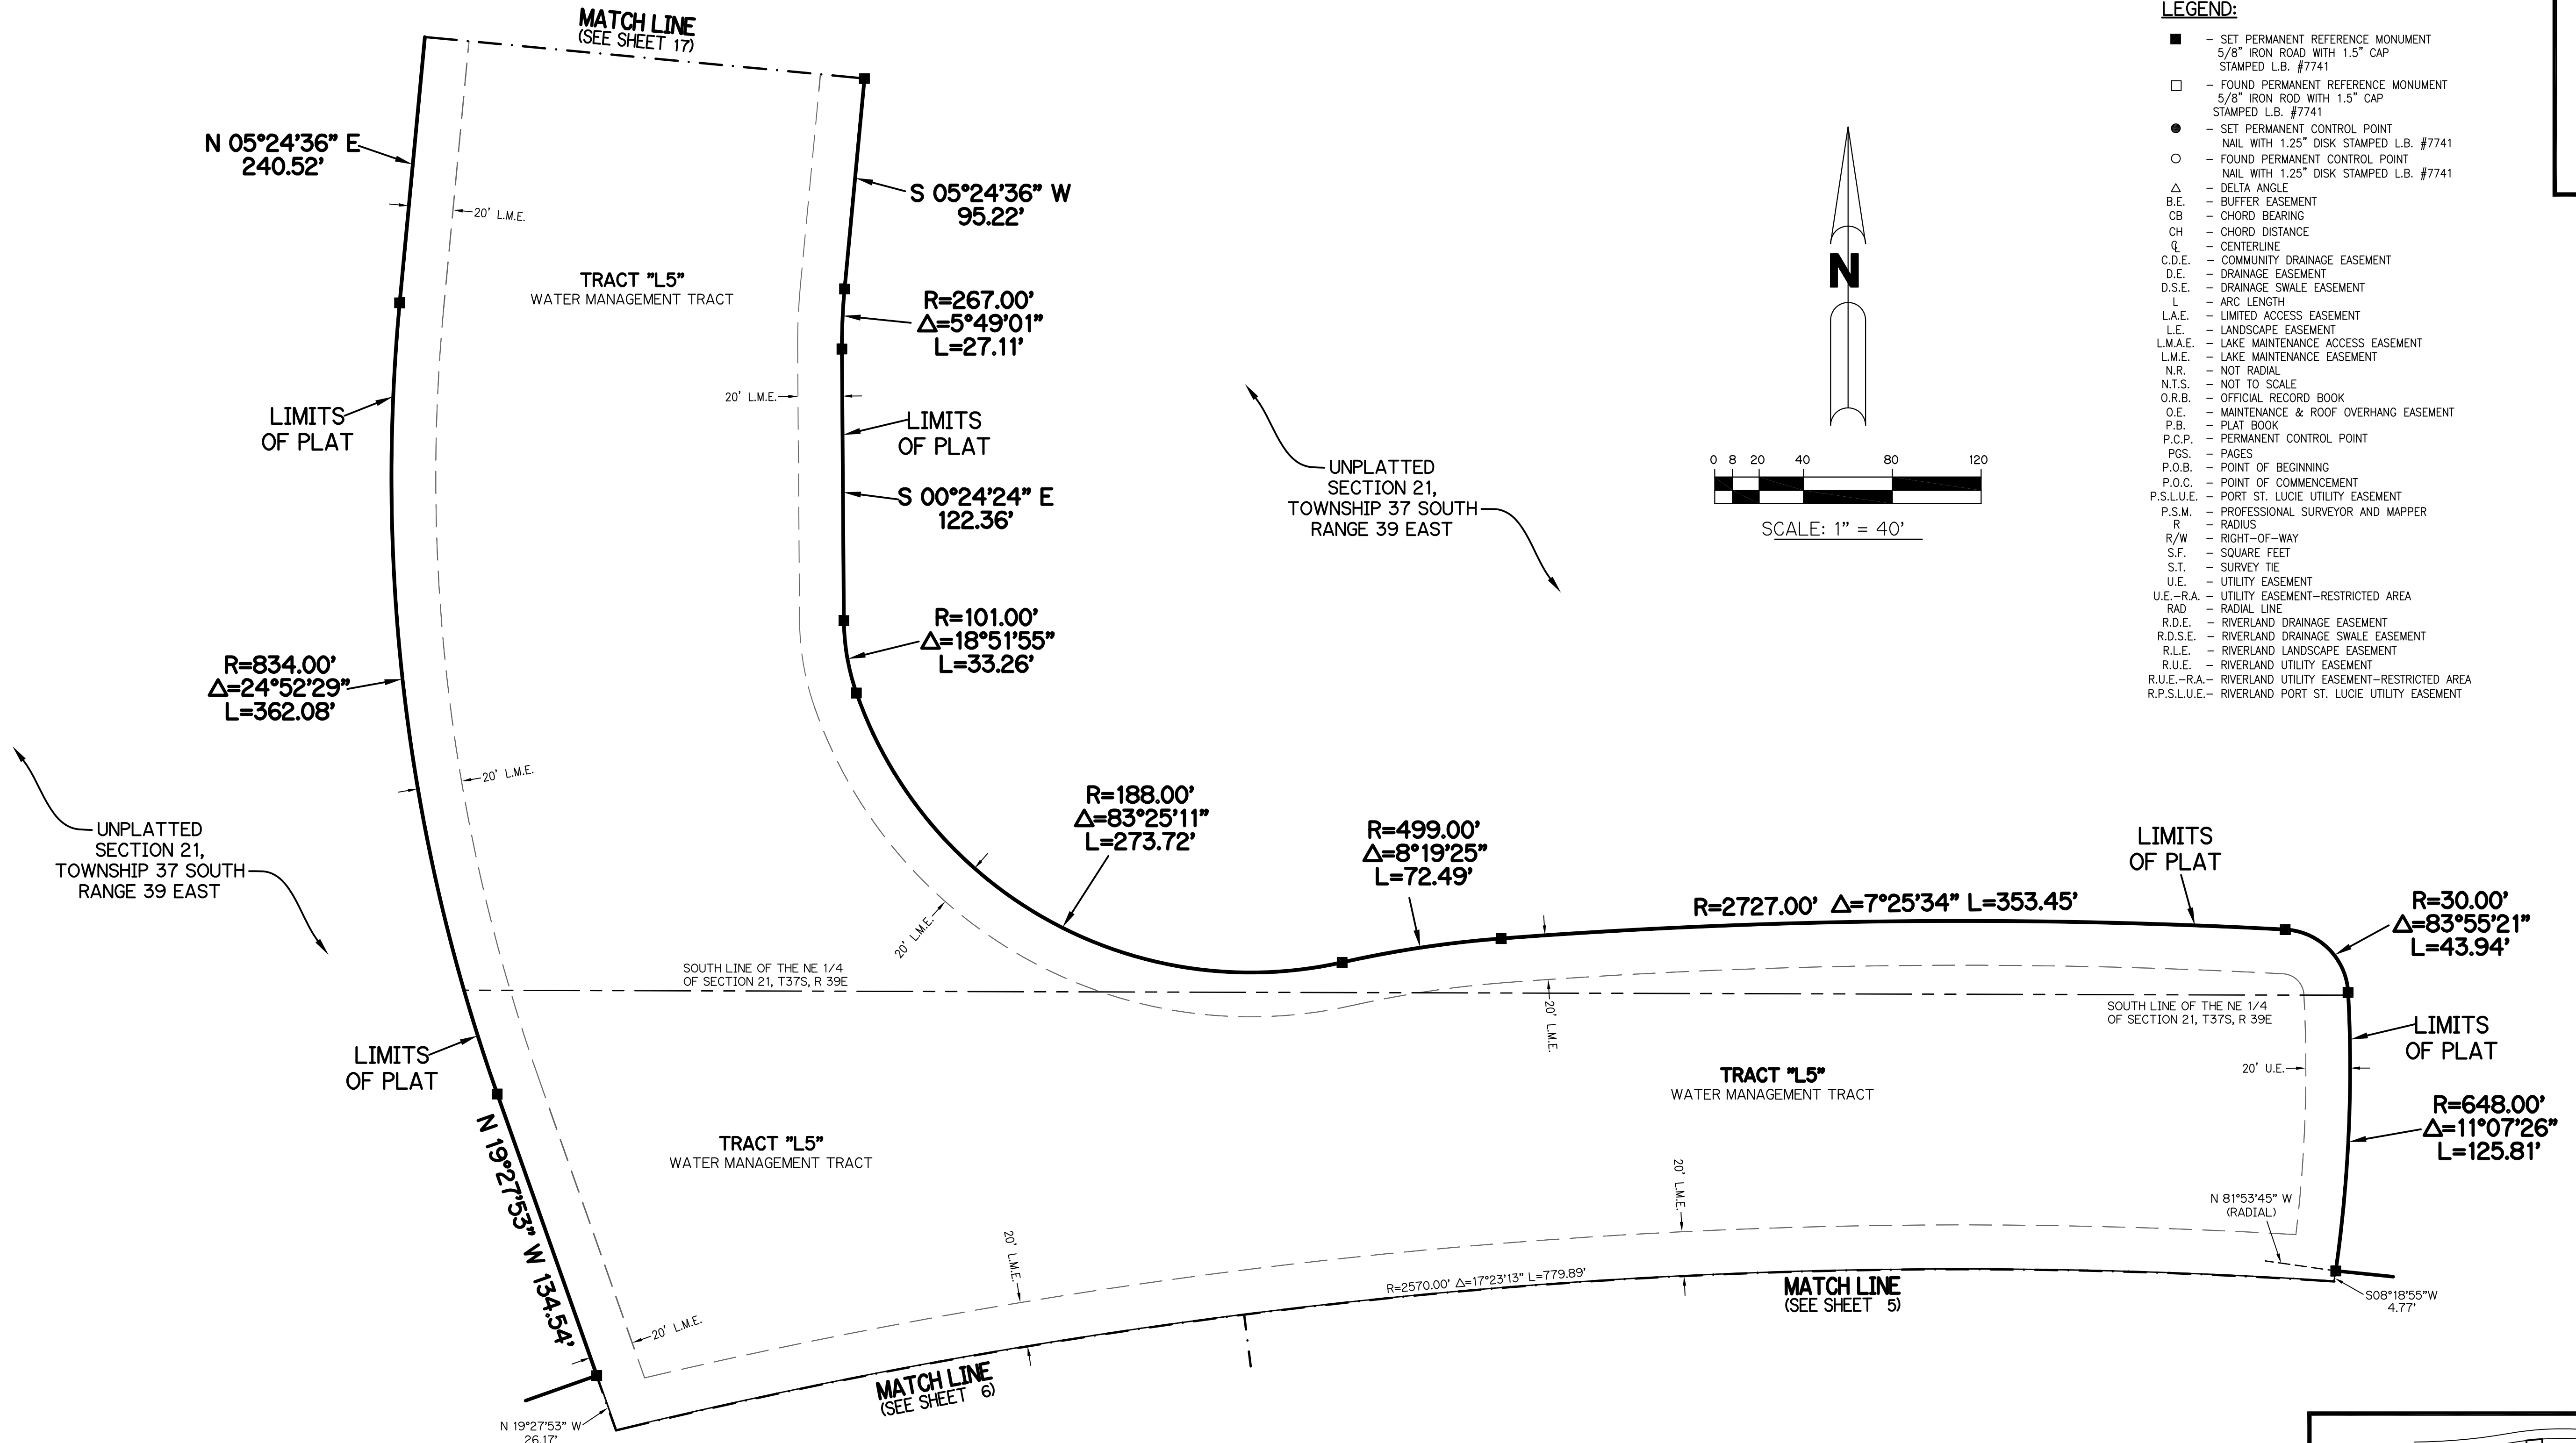 MATCH LINE
(SEE SHEET 17)
N 05°24'36" E
240.52'
20' L.M.E.
S 05°24'36" W
95.22'
TRACT "L5"
WATER MANAGEMENT TRACT
R=267.00'
Δ=5°49'01"
L=27.11'
20' L.M.E.
LIMITS
OF PLAT
LIMITS
OF PLAT
S 00°24'24" E
122.36'
UNPLATTED
SECTION 21,
TOWNSHIP 37 SOUTH
RANGE 39 EAST
N
0 8 20 40 80 120
SCALE: 1" = 40'
R=101.00'
Δ=18°51'55"
L=33.26'
R=834.00'
Δ=24°52'29"
L=362.08'
20' L.M.E.
UNPLATTED
SECTION 21,
TOWNSHIP 37 SOUTH
RANGE 39 EAST
R=188.00'
Δ=83°25'11"
L=273.72'
20' L.M.E.
R=499.00'
Δ=8°19'25"
L=72.49'
R=2727.00' Δ=7°25'34" L=353.45'
LIMITS
OF PLAT
R=30.00'
Δ=83°55'21"
L=43.94'
SOUTH LINE OF THE NE 1/4
OF SECTION 21, T37S, R 39E
20' L.M.E.
SOUTH LINE OF THE NE 1/4
OF SECTION 21, T37S, R 39E
LIMITS
OF PLAT
LIMITS
OF PLAT
20' U.E.
TRACT "L5"
WATER MANAGEMENT TRACT
R=648.00'
Δ=11°07'26"
L=125.81'
TRACT "L5"
WATER MANAGEMENT TRACT
N 19°27'53" W 134.54'
20' L.M.E.
20' L.M.E.
N 81°53'45" W
(RADIAL)
20' L.M.E.
R=2570.00' Δ=17°23'13" L=779.89'
MATCH LINE
(SEE SHEET 5)
S08°18'55"W
4.77'
MATCH LINE
(SEE SHEET 6)
N 19°27'53" W
26.17'
LEGEND:
■ – SET PERMANENT REFERENCE MONUMENT
5/8" IRON ROAD WITH 1.5" CAP
STAMPED L.B. #7741
□ – FOUND PERMANENT REFERENCE MONUMENT
5/8" IRON ROD WITH 1.5" CAP
STAMPED L.B. #7741
● – SET PERMANENT CONTROL POINT
NAIL WITH 1.25" DISK STAMPED L.B. #7741
○ – FOUND PERMANENT CONTROL POINT
NAIL WITH 1.25" DISK STAMPED L.B. #7741
Δ – DELTA ANGLE
B.E. – BUFFER EASEMENT
CB – CHORD BEARING
CH – CHORD DISTANCE
℄ – CENTERLINE
C.D.E. – COMMUNITY DRAINAGE EASEMENT
D.E. – DRAINAGE EASEMENT
D.S.E. – DRAINAGE SWALE EASEMENT
L – ARC LENGTH
L.A.E. – LIMITED ACCESS EASEMENT
L.E. – LANDSCAPE EASEMENT
L.M.A.E. – LAKE MAINTENANCE ACCESS EASEMENT
L.M.E. – LAKE MAINTENANCE EASEMENT
N.R. – NOT RADIAL
N.T.S. – NOT TO SCALE
O.R.B. – OFFICIAL RECORD BOOK
O.E. – MAINTENANCE & ROOF OVERHANG EASEMENT
P.B. – PLAT BOOK
P.C.P. – PERMANENT CONTROL POINT
PGS. – PAGES
P.O.B. – POINT OF BEGINNING
P.O.C. – POINT OF COMMENCEMENT
P.S.L.U.E. – PORT ST. LUCIE UTILITY EASEMENT
P.S.M. – PROFESSIONAL SURVEYOR AND MAPPER
R – RADIUS
R/W – RIGHT-OF-WAY
S.F. – SQUARE FEET
S.T. – SURVEY TIE
U.E. – UTILITY EASEMENT
U.E.-R.A. – UTILITY EASEMENT-RESTRICTED AREA
RAD – RADIAL LINE
R.D.E. – RIVERLAND DRAINAGE EASEMENT
R.D.S.E. – RIVERLAND DRAINAGE SWALE EASEMENT
R.L.E. – RIVERLAND LANDSCAPE EASEMENT
R.U.E. – RIVERLAND UTILITY EASEMENT
R.U.E.-R.A.– RIVERLAND UTILITY EASEMENT-RESTRICTED AREA
R.P.S.L.U.E.– RIVERLAND PORT ST. LUCIE UTILITY EASEMENT